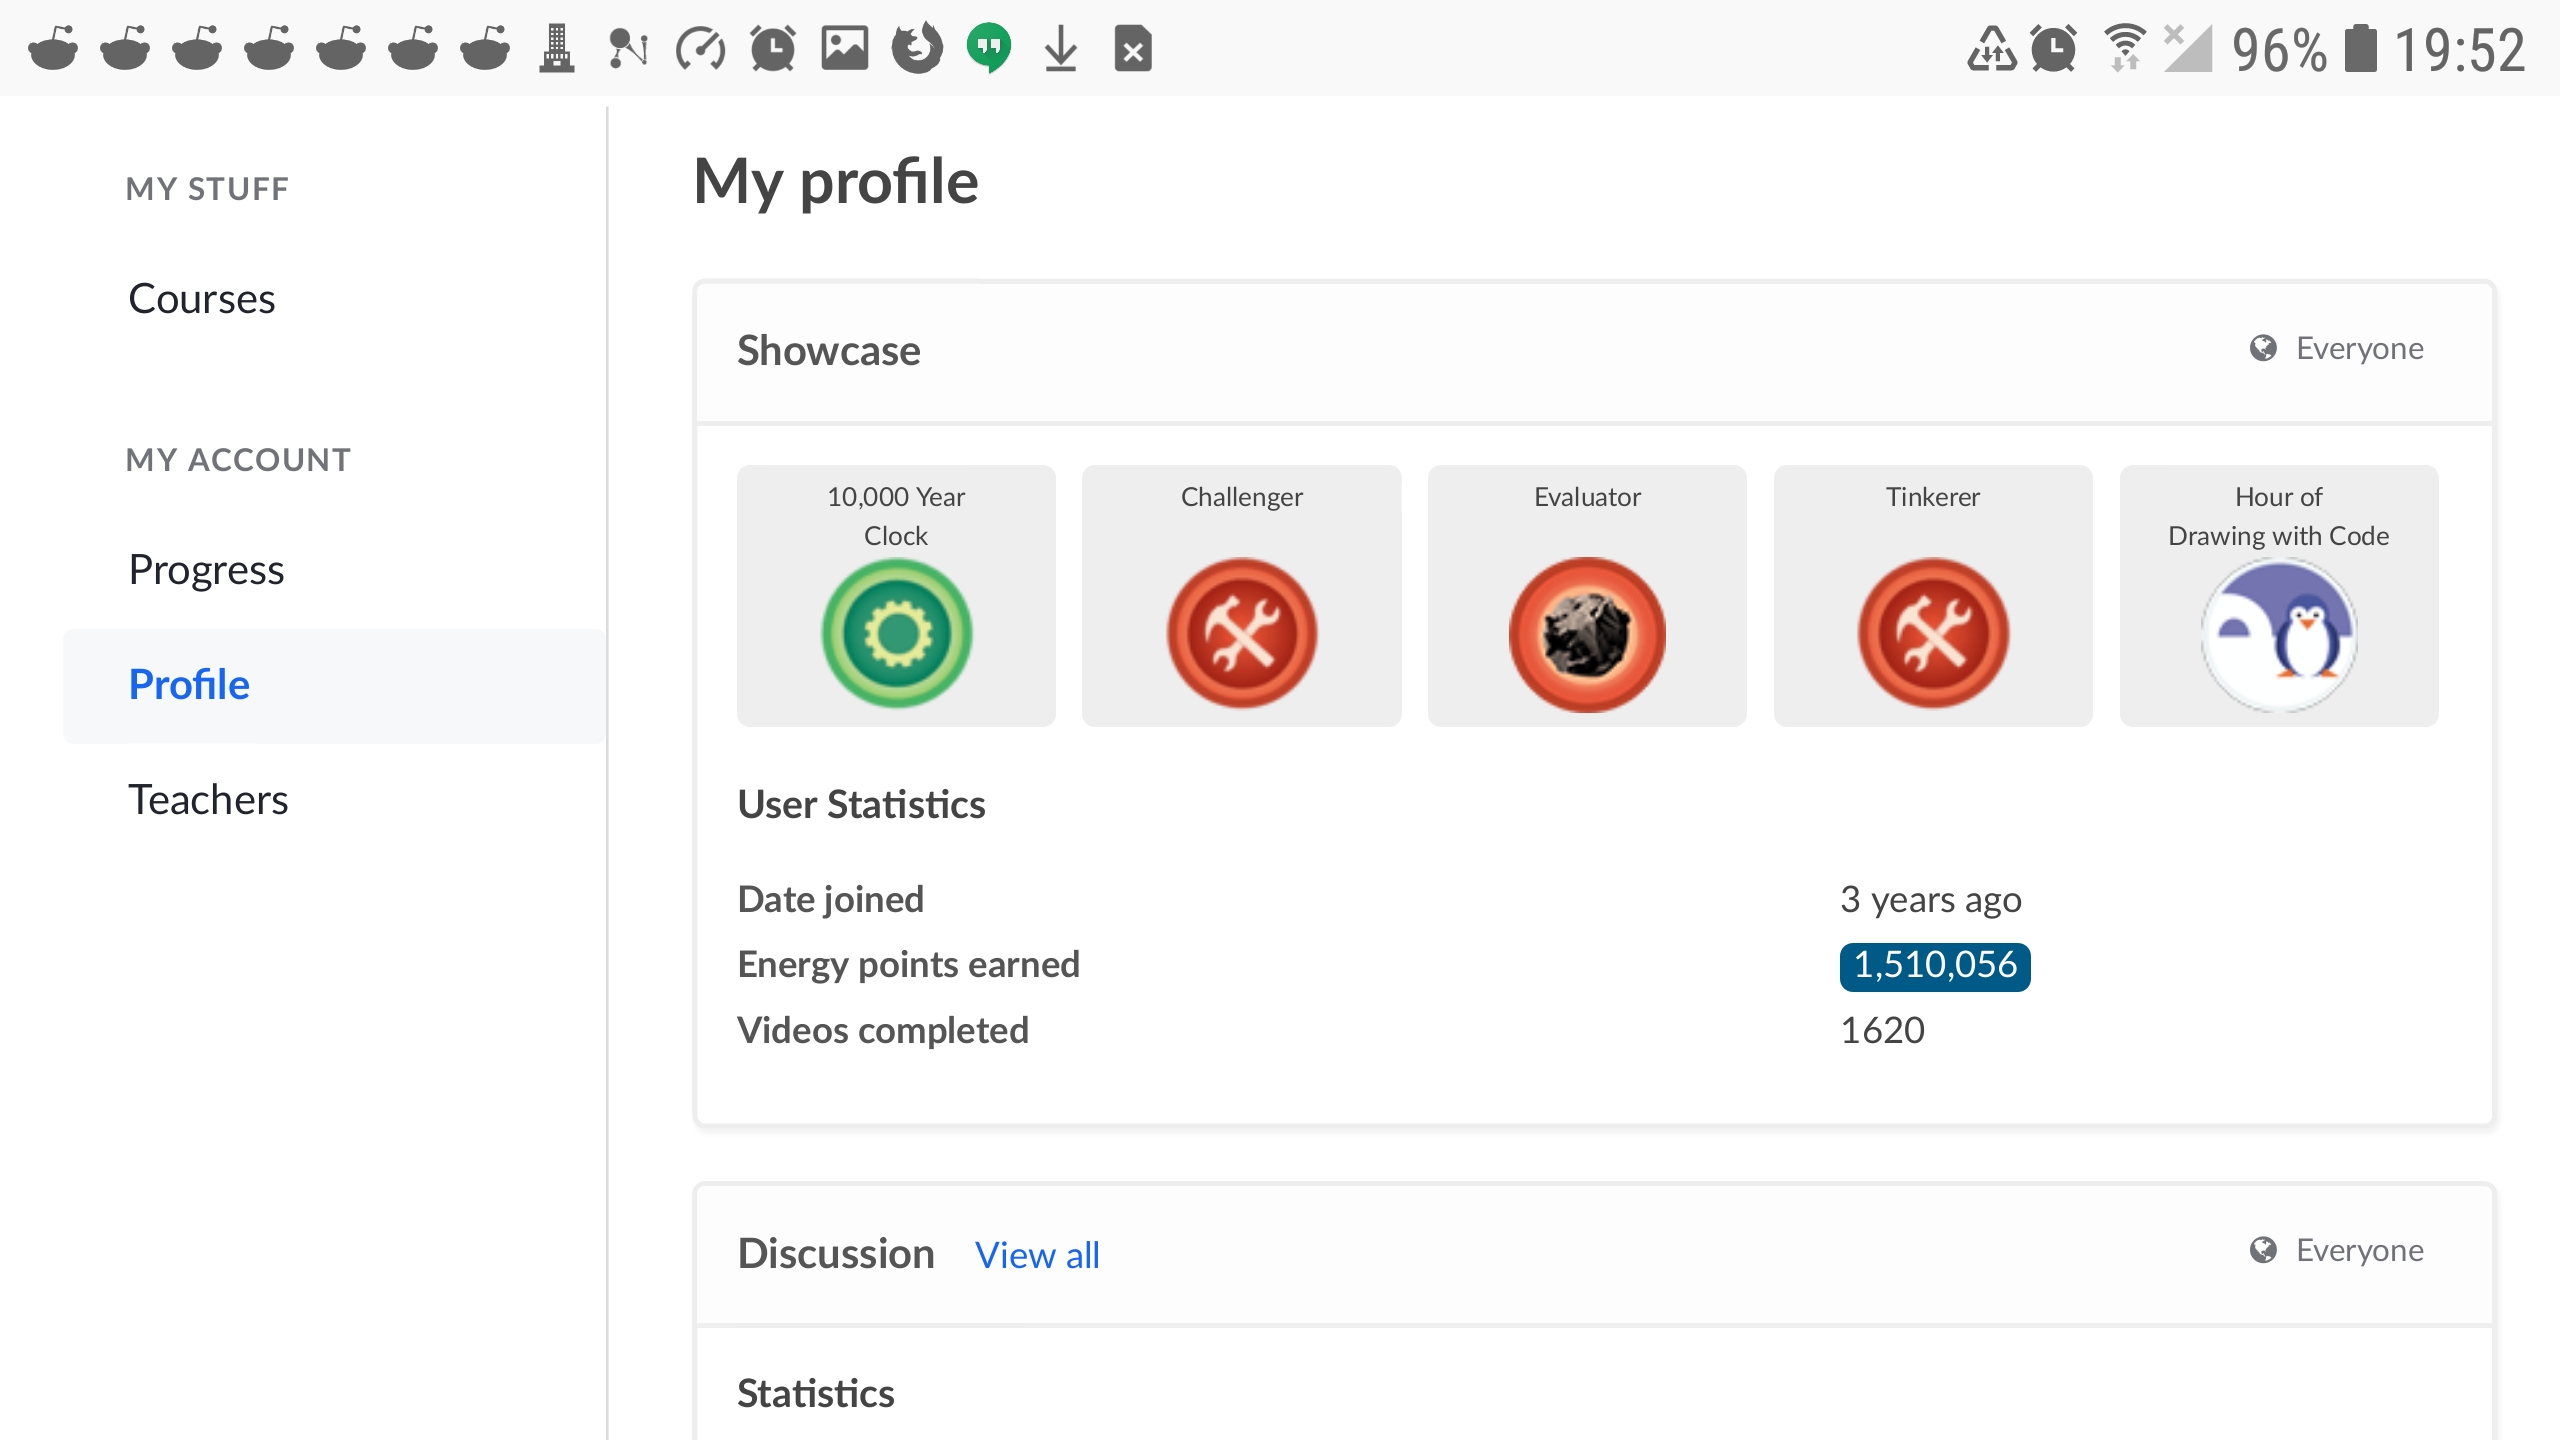 96% 19:52
MY STUFF
Courses
MY ACCOUNT
Progress
Profile
Teachers
My profile
Showcase
Everyone
10,000 Year
Clock
Challenger
Evaluator
Tinkerer
Hour of
Drawing with Code
User Statistics
Date joined 3 years ago
Energy points earned 1,510,056
Videos completed 1620
Discussion View all
Everyone
Statistics